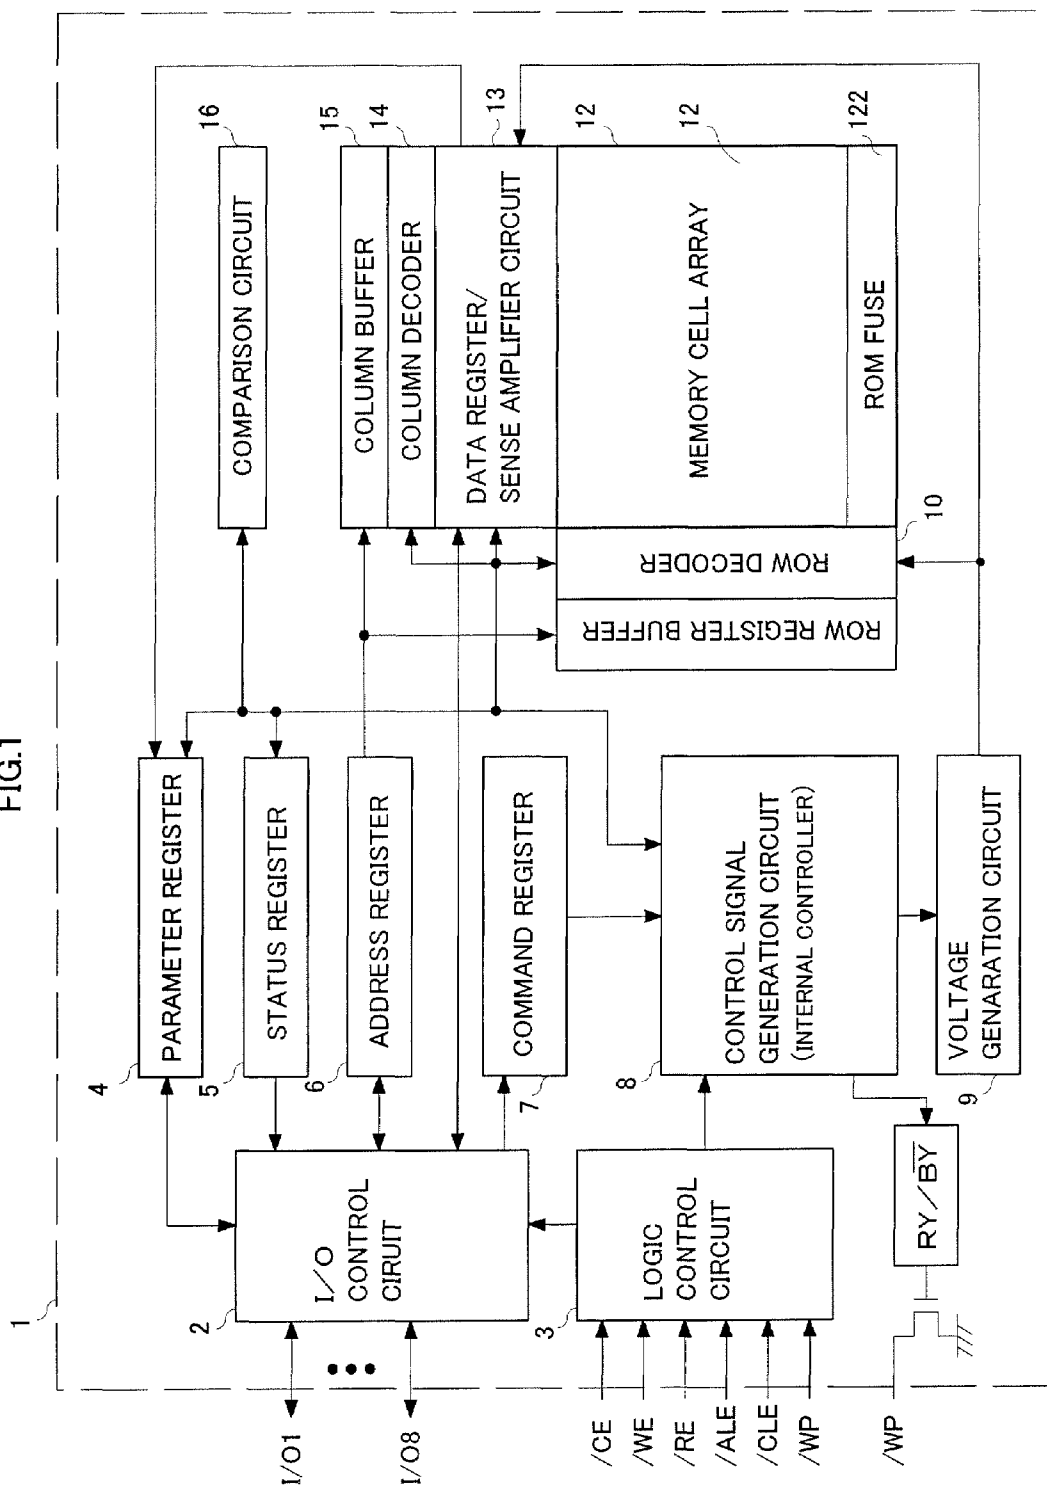 FIG.1
1
I/O1
I/O8
/CE
/WE
/RE
/ALE
/CLE
/WP
/WP
2
I/O
CONTROL
CIRUIT
3
LOGIC
CONTROL
CIRCUIT
RY/BY
4
PARAMETER REGISTER
5
STATUS REGISTER
6
ADDRESS REGISTER
7
COMMAND REGISTER
8
CONTROL SIGNAL
GENERATION CIRCUIT
(INTERNAL CONTROLLER)
9
VOLTAGE
GENARATION CIRCUIT
16
COMPARISON CIRCUIT
15
COLUMN BUFFER
14
COLUMN DECODER
13
DATA REGISTER/
SENSE AMPLIFIER CIRCUIT
12
12
MEMORY CELL ARRAY
122
ROM FUSE
10
ROW DECODER
ROW REGISTER BUFFER